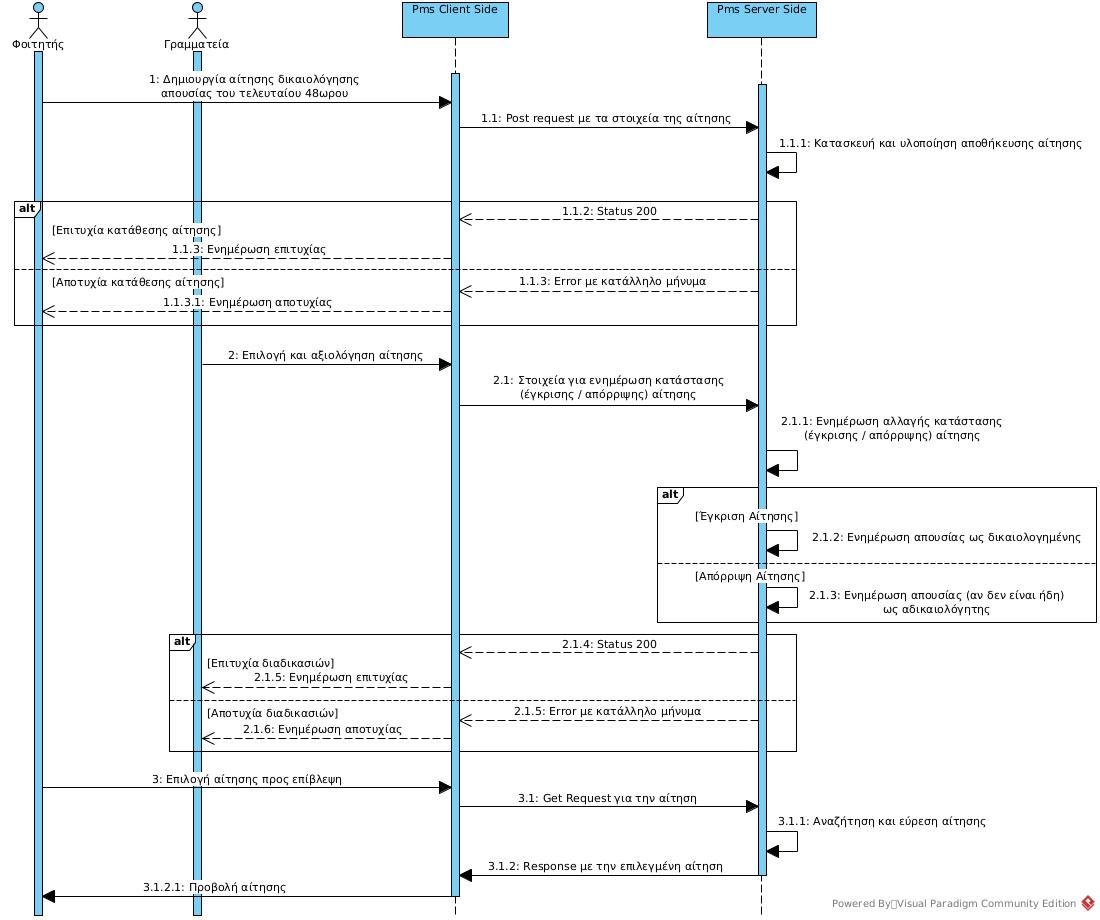 Φοιτητής
Γραμματεία
Pms Client Side
Pms Server Side
1: Δημιουργία αίτησης δικαιολόγησης
απουσίας του τελευταίου 48ωρου
1.1: Post request με τα στοιχεία της αίτησης
1.1.1: Κατασκευή και υλοποίηση αποθήκευσης αίτησης
alt
1.1.2: Status 200
[Επιτυχία κατάθεσης αίτησης]
1.1.3: Ενημέρωση επιτυχίας
[Αποτυχία κατάθεσης αίτησης]
1.1.3: Error με κατάλληλο μήνυμα
1.1.3.1: Ενημέρωση αποτυχίας
2: Επιλογή και αξιολόγηση αίτησης
2.1: Στοιχεία για ενημέρωση κατάστασης
(έγκρισης / απόρριψης) αίτησης
2.1.1: Ενημέρωση αλλαγής κατάστασης
(έγκρισης / απόρριψης) αίτησης
alt
[Έγκριση Αίτησης]
2.1.2: Ενημέρωση απουσίας ως δικαιολογημένης
[Απόρριψη Αίτησης]
2.1.3: Ενημέρωση απουσίας (αν δεν είναι ήδη)
ως αδικαιολόγητης
alt
2.1.4: Status 200
[Επιτυχία διαδικασιών]
2.1.5: Ενημέρωση επιτυχίας
[Αποτυχία διαδικασιών]
2.1.5: Error με κατάλληλο μήνυμα
2.1.6: Ενημέρωση αποτυχίας
3: Επιλογή αίτησης προς επίβλεψη
3.1: Get Request για την αίτηση
3.1.1: Αναζήτηση και εύρεση αίτησης
3.1.2: Response με την επιλεγμένη αίτηση
3.1.2.1: Προβολή αίτησης
Powered By Visual Paradigm Community Edition